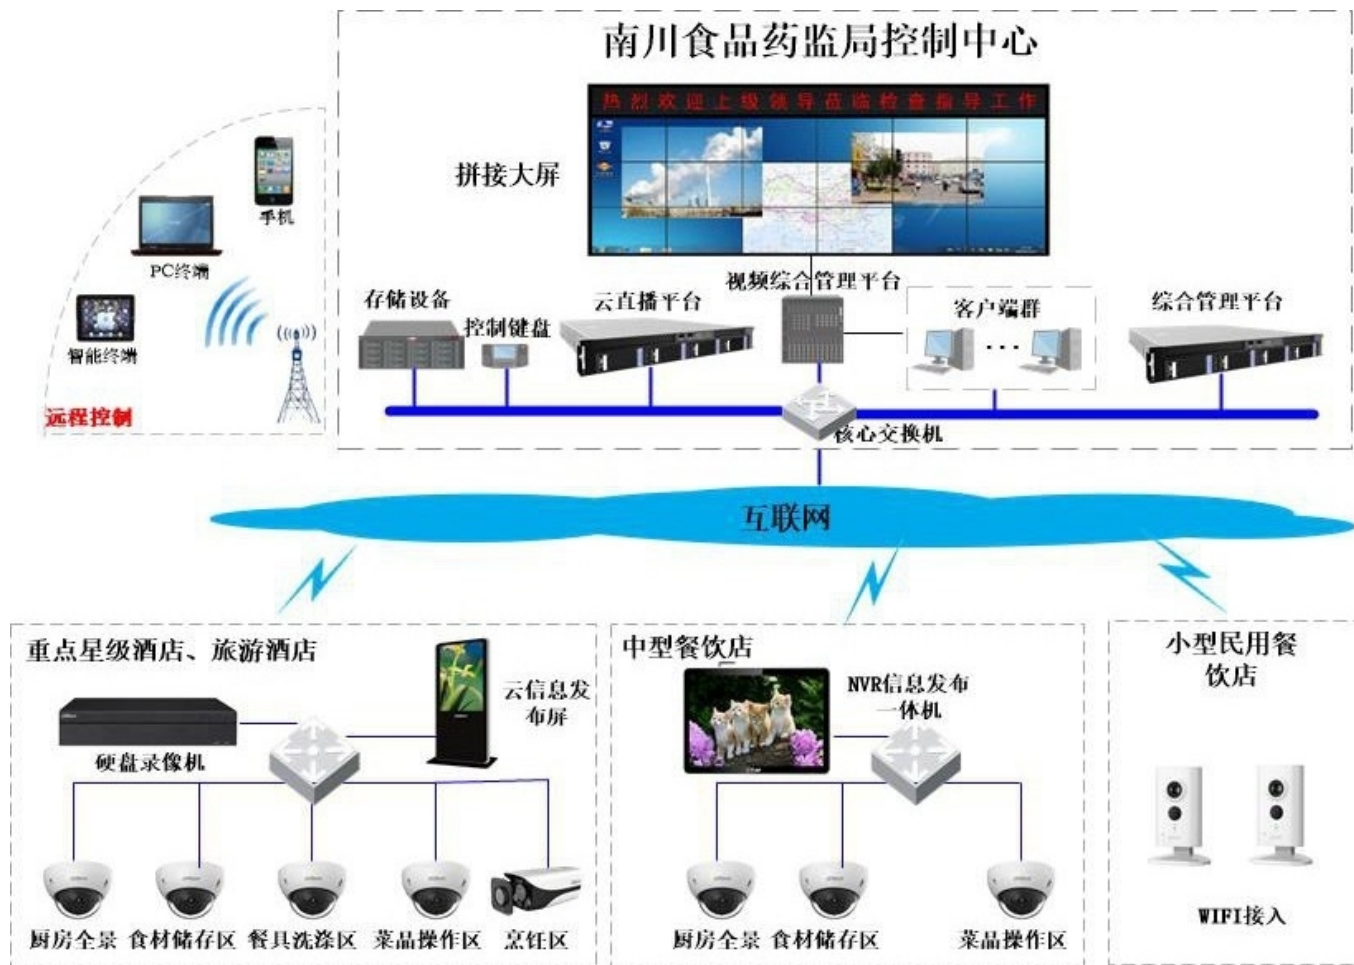 南川食品药监局控制中心
热烈欢迎上级领导莅临检查指导工作
拼接大屏
手机
PC终端
智能终端
远程控制
视频综合管理平台
存储设备
控制键盘
云直播平台
客户端群
...
综合管理平台
核心交换机
互联网
重点星级酒店、旅游酒店
云信息发
布屏
硬盘录像机
厨房全景
食材储存区
餐具洗涤区
菜品操作区
烹饪区
中型餐饮店
NVR信息发布
一体机
厨房全景
食材储存区
菜品操作区
小型民用餐
饮店
WIFI接入